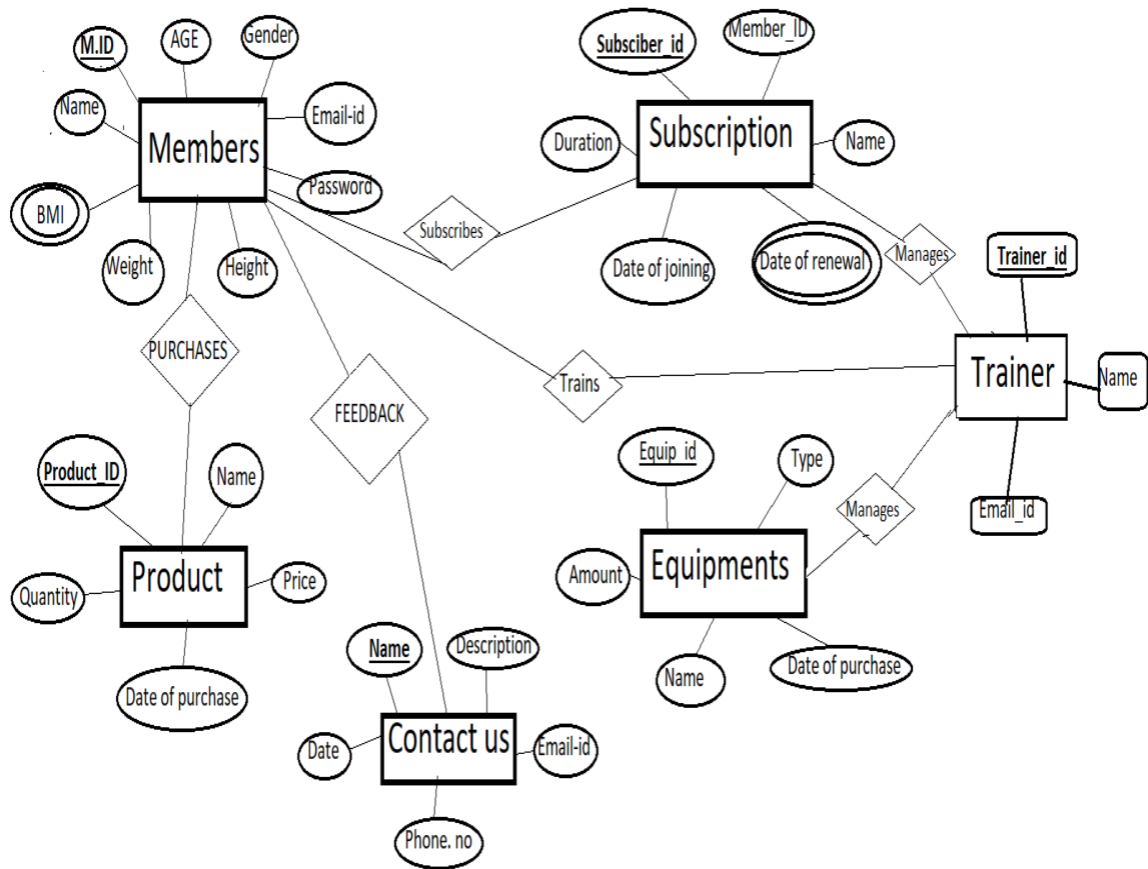 M.ID
AGE
Gender
Name
Email-id
Members
Password
BMI
Weight
Height
Subsciber_id
Member_ID
Subscription
Duration
Name
Subscribes
Date of joining
Date of renewal
Manages
Trainer_id
Trainer
Name
Email_id
PURCHASES
FEEDBACK
Trains
Product_ID
Name
Product
Quantity
Price
Date of purchase
Equip_id
Type
Manages
Equipments
Amount
Name
Date of purchase
Name
Description
Contact us
Date
Email-id
Phone. no